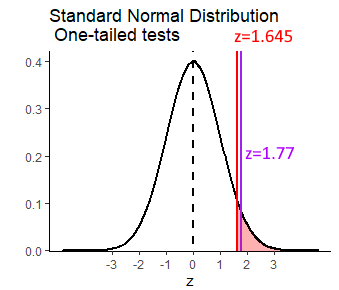 Standard Normal Distribution
One-tailed tests
z=1.645
0.4
0.3
z=1.77
0.2
0.1
0.0
-3 -2 -1 0 1 2 3
z